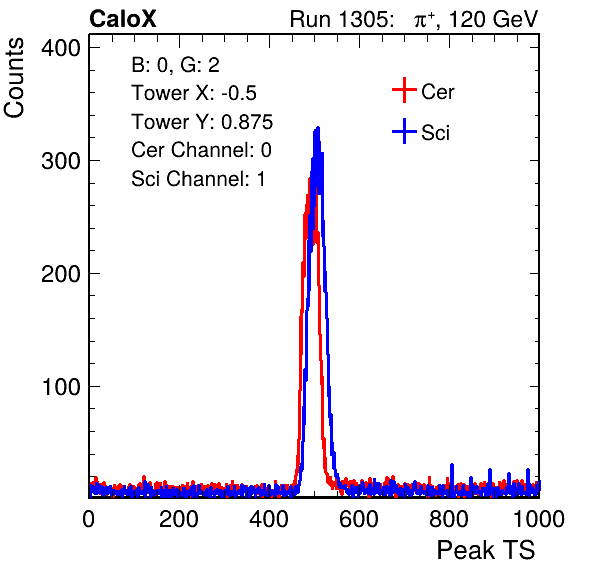 CaloX Run 1305: π⁺, 120 GeV
B: 0, G: 2
Tower X: -0.5
Tower Y: 0.875
Cer Channel: 0
Sci Channel: 1
Cer
Sci
Counts
400
300
200
100
0 200 400 600 800 1000
Peak TS